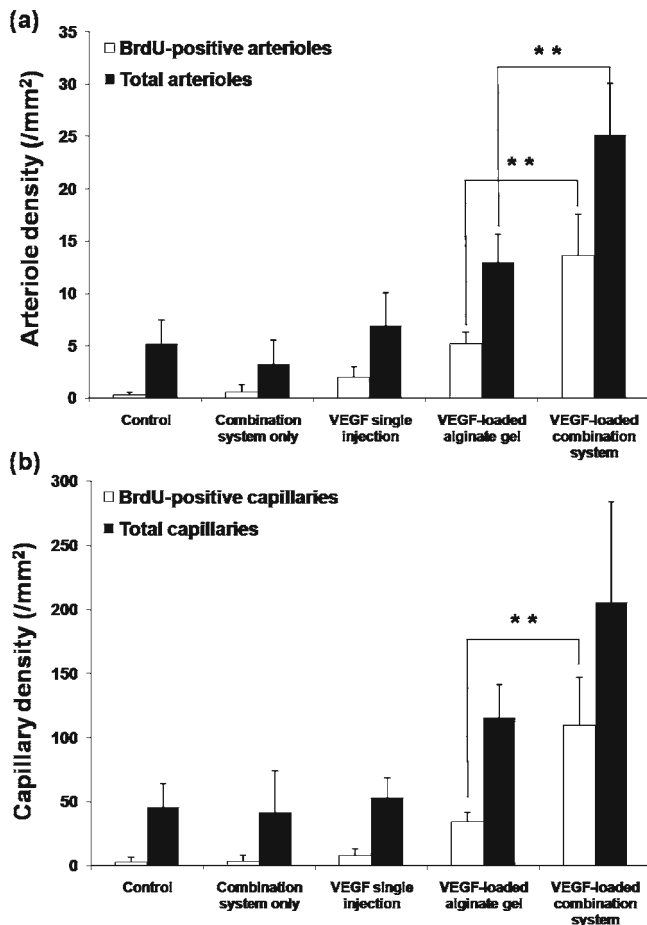 (a)
35
30
25
20
15
10
5
0
Arteriole density (/mm²)
BrdU-positive arterioles
Total arterioles
* *
* *
Control
Combination system only
VEGF single injection
VEGF-loaded alginate gel
VEGF-loaded combination system
(b)
300
250
200
150
100
50
0
Capillary density (/mm²)
BrdU-positive capillaries
Total capillaries
* *
Control
Combination system only
VEGF single injection
VEGF-loaded alginate gel
VEGF-loaded combination system